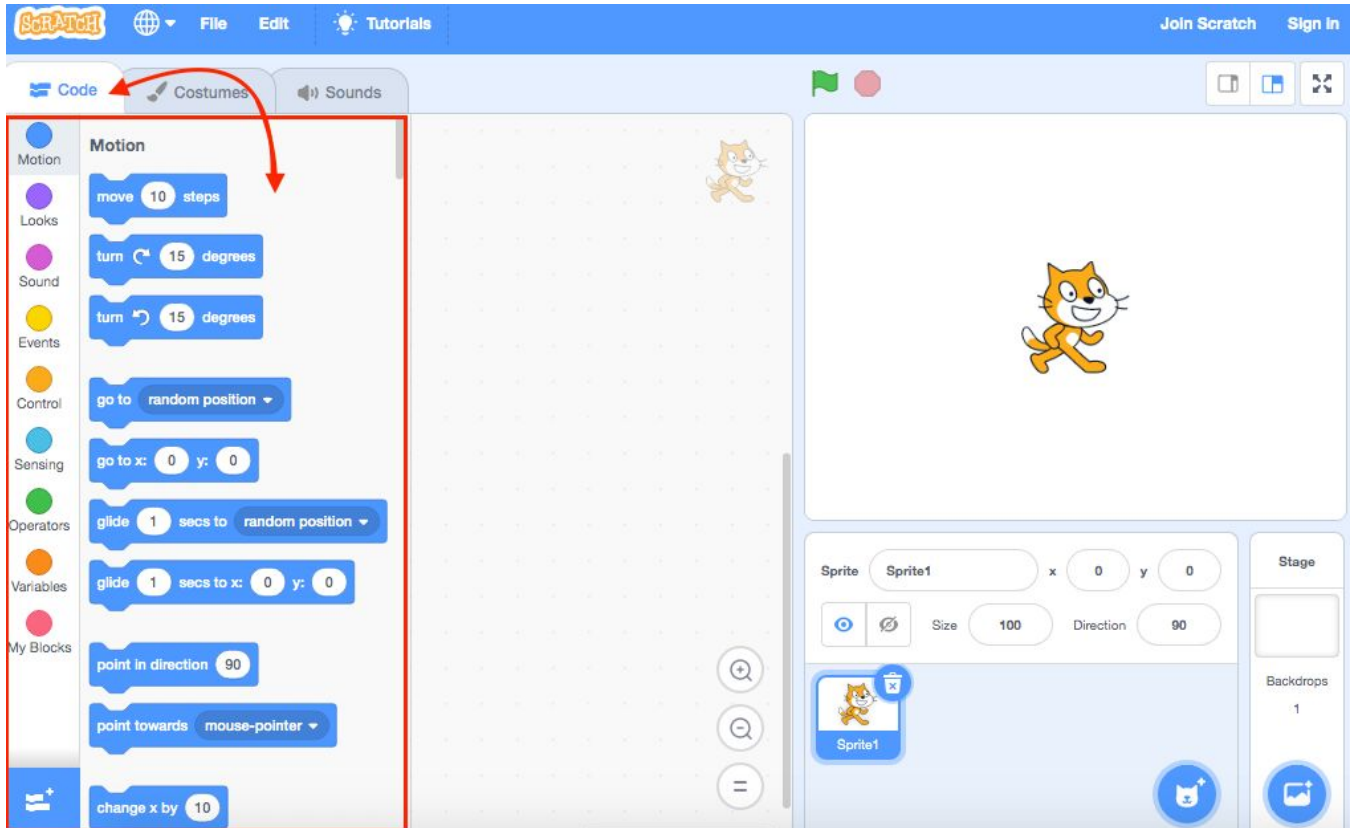 SCRATCH File Edit Tutorials Join Scratch Sign in
Code Costumes Sounds
Motion
Looks
Sound
Events
Control
Sensing
Operators
Variables
My Blocks
Motion
move 10 steps
turn 15 degrees
turn 15 degrees
go to random position
go to x: 0 y: 0
glide 1 secs to random position
glide 1 secs to x: 0 y: 0
point in direction 90
point towards mouse-pointer
change x by 10
Sprite Sprite1 x 0 y 0
Size 100 Direction 90
Sprite1
Stage
Backdrops
1